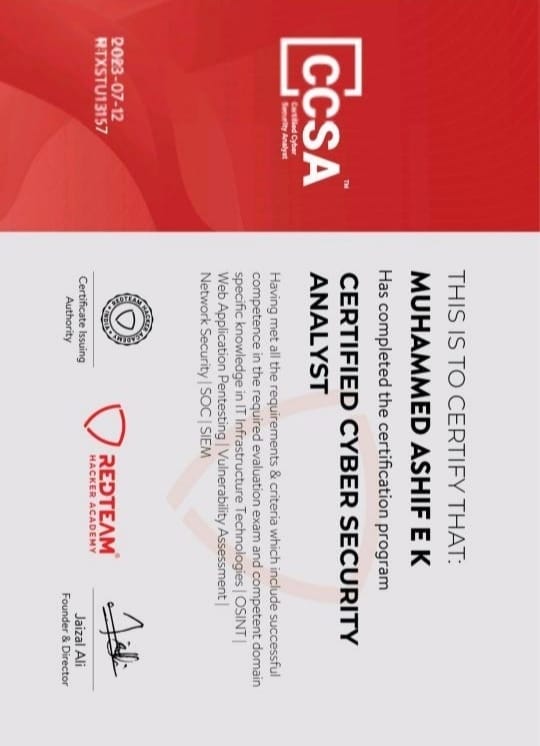 CCSA™
Certified Cyber
Security Analyst
2023-07-12
THIS IS TO CERTIFY THAT:
MUHAMMED ASHIF E K
Has completed the certification program
CERTIFIED CYBER SECURITY
ANALYST
Having met all the requirements & criteria which include successful
competence in the required evaluation exam and competent domain
specific knowledge in IT Infrastructure Technologies | OSINT |
Web Application Pentesting | Vulnerability Assessment |
Network Security | SOC | SIEM
REDTEAM HACKER ACADEMY
INDIA
Certificate Issuing
Authority
REDTEAM®
HACKER ACADEMY
Jaizal Ali
Founder & Director